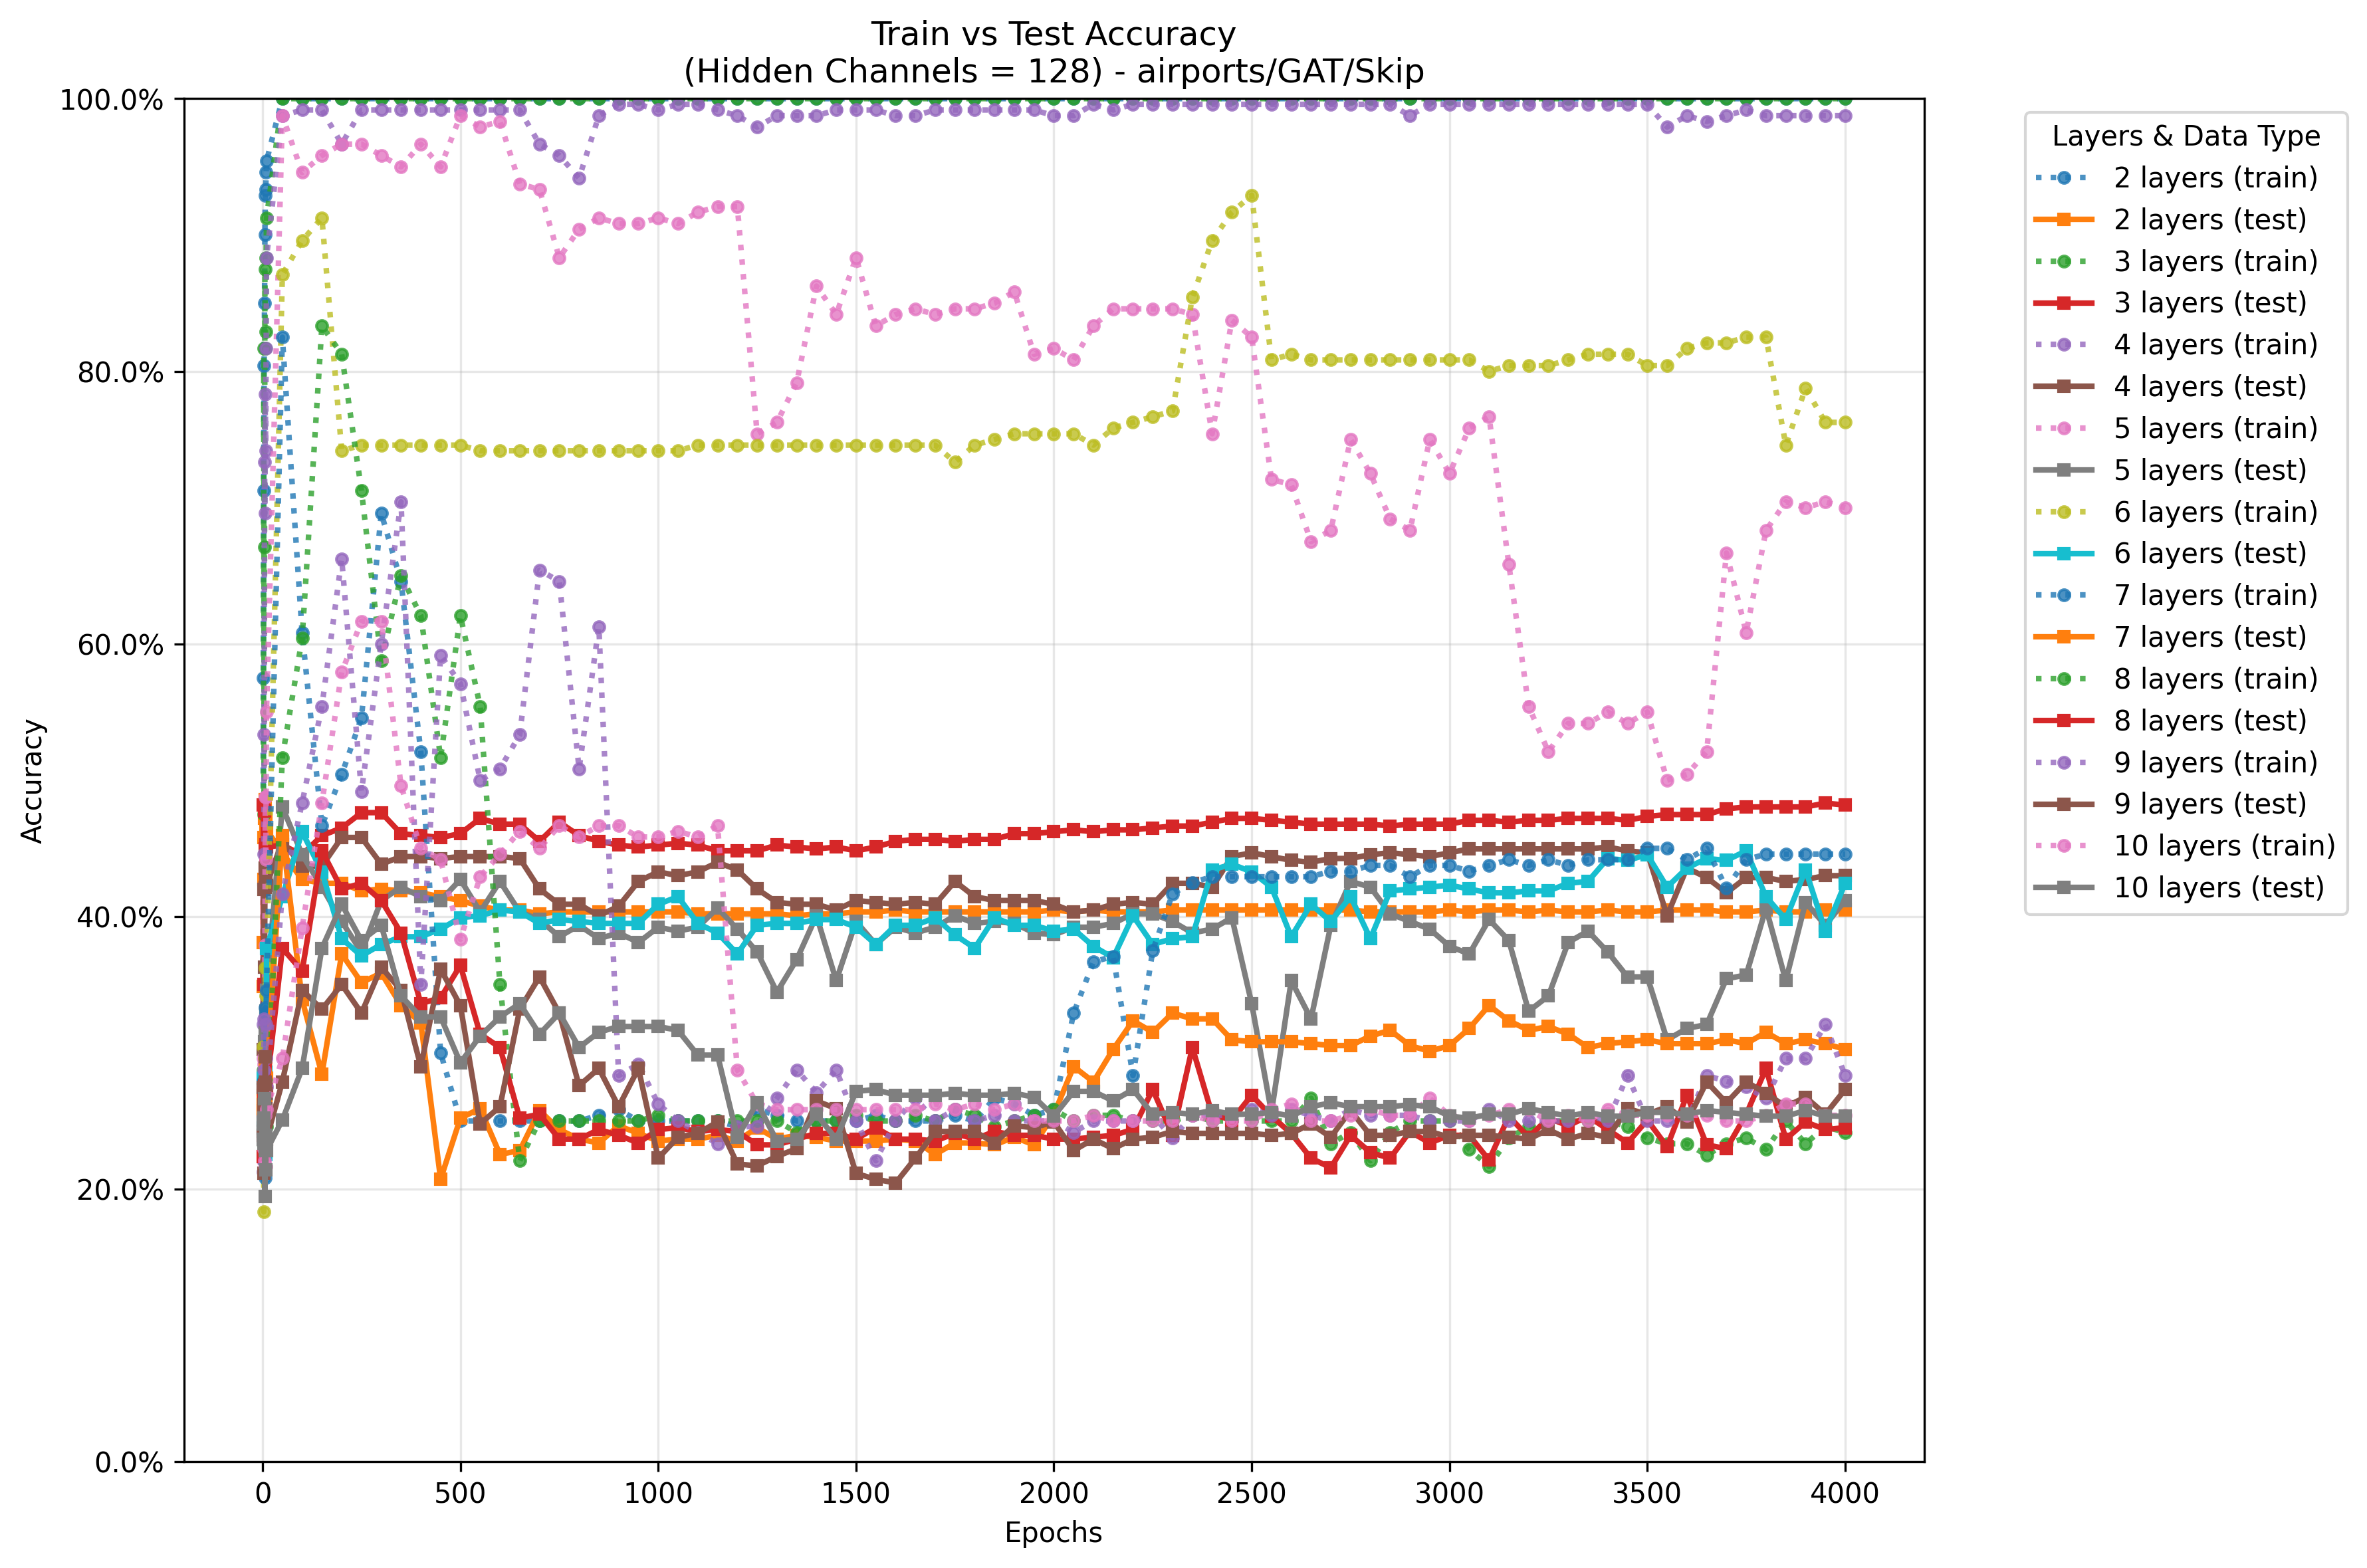 Train vs Test Accuracy
(Hidden Channels = 128) - airports/GAT/Skip
100.0%
80.0%
60.0%
40.0%
20.0%
0.0%
Accuracy
0
500
1000
1500
2000
2500
3000
3500
4000
Epochs
Layers & Data Type
2 layers (train)
2 layers (test)
3 layers (train)
3 layers (test)
4 layers (train)
4 layers (test)
5 layers (train)
5 layers (test)
6 layers (train)
6 layers (test)
7 layers (train)
7 layers (test)
8 layers (train)
8 layers (test)
9 layers (train)
9 layers (test)
10 layers (train)
10 layers (test)